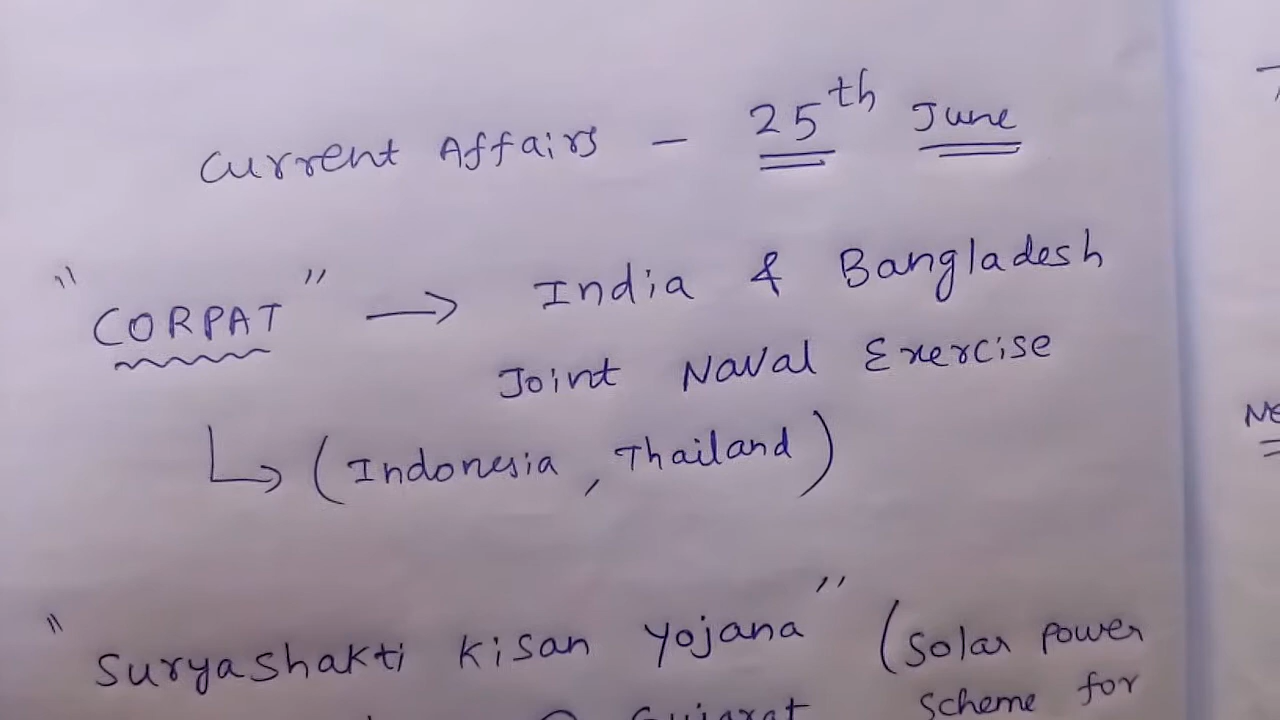 Current Affairs - 25th June
"CORPAT" → India & Bangladesh
Joint Naval Exercise
↳ (Indonesia, Thailand)
"Suryashakti Kisan Yojana" (Solar power
Gujarat scheme for